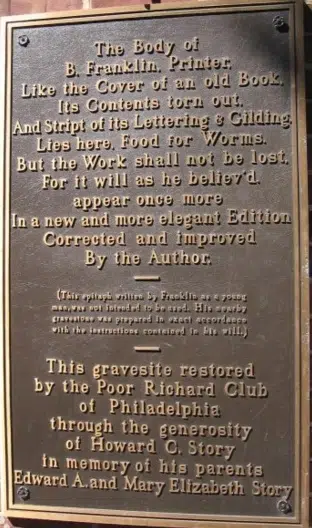 The Body of
B. Franklin, Printer,
Like the Cover of an old Book,
Its Contents torn out,
And Stript of its Lettering & Gilding,
Lies here, Food for Worms.
But the Work shall not be lost,
For it will as he believ'd,
appear once more
In a new and more elegant Edition
Corrected and improved
By the Author.
(This epitaph written by Franklin as a young
man, was not intended to be used. His nearby
gravestone was prepared in exact accordance
with the instructions contained in his will.)
This gravesite restored
by the Poor Richard Club
of Philadelphia
through the generosity
of Howard C. Story
in memory of his parents
Edward A. and Mary Elizabeth Story